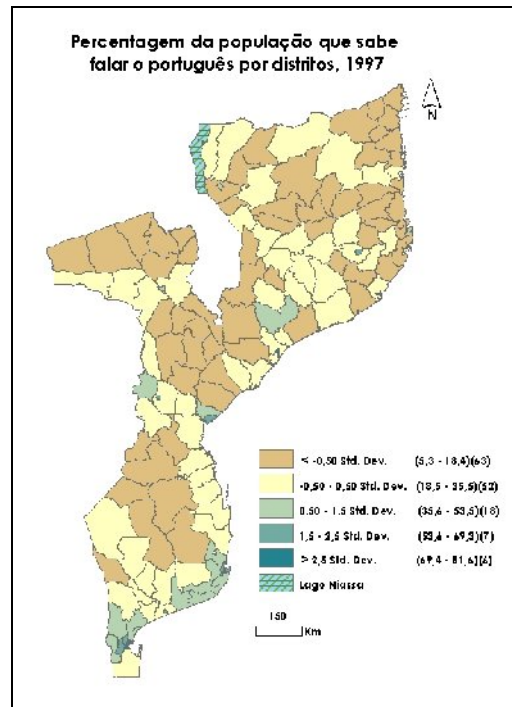 Percentagem da população que sabe
falar o português por distritos, 1997
N
< -0,50 Std. Dev. (5,3 - 18,4)(63)
-0,50 - 0,50 Std. Dev. (18,5 - 35,5)(52)
0,50 - 1,5 Std. Dev. (35,6 - 53,5)(18)
1,5 - 2,5 Std. Dev. (53,6 - 69,3)(7)
> 2,5 Std. Dev. (69,4 - 81,6)(6)
Lago Niassa
150
Km